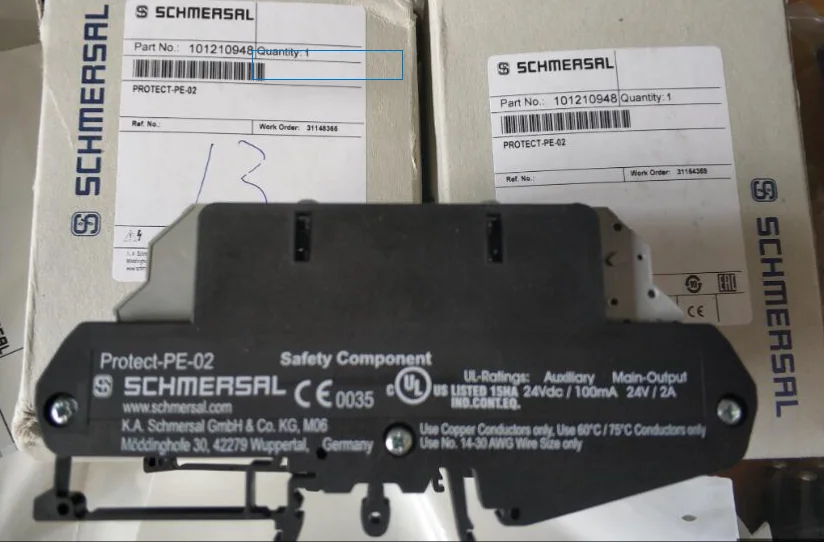 SCHMERSAL
Part No.: 101210948 Quantity: 1
PROTECT-PE-02
Ref. No.:
Work Order: 31148366
13
SCHMERSAL
SCHMERSAL
Part No.: 101210948 Quantity: 1
PROTECT-PE-02
Ref. No.:
Work Order: 31154365
CE
SCHMERSAL
Protect-PE-02
Safety Component
SCHMERSAL
CE 0035
c UL US LISTED 15HA
IND.CONT.EQ.
UL-Ratings: Auxiliary Main-Output
24Vdc / 100mA 24V / 2A
www.schmersal.com
K.A. Schmersal GmbH & Co. KG, M06
Möddinghofe 30, 42279 Wuppertal, Germany
Use Copper Conductors only, Use 60°C / 75°C Conductors only
Use No. 14-30 AWG Wire Size only